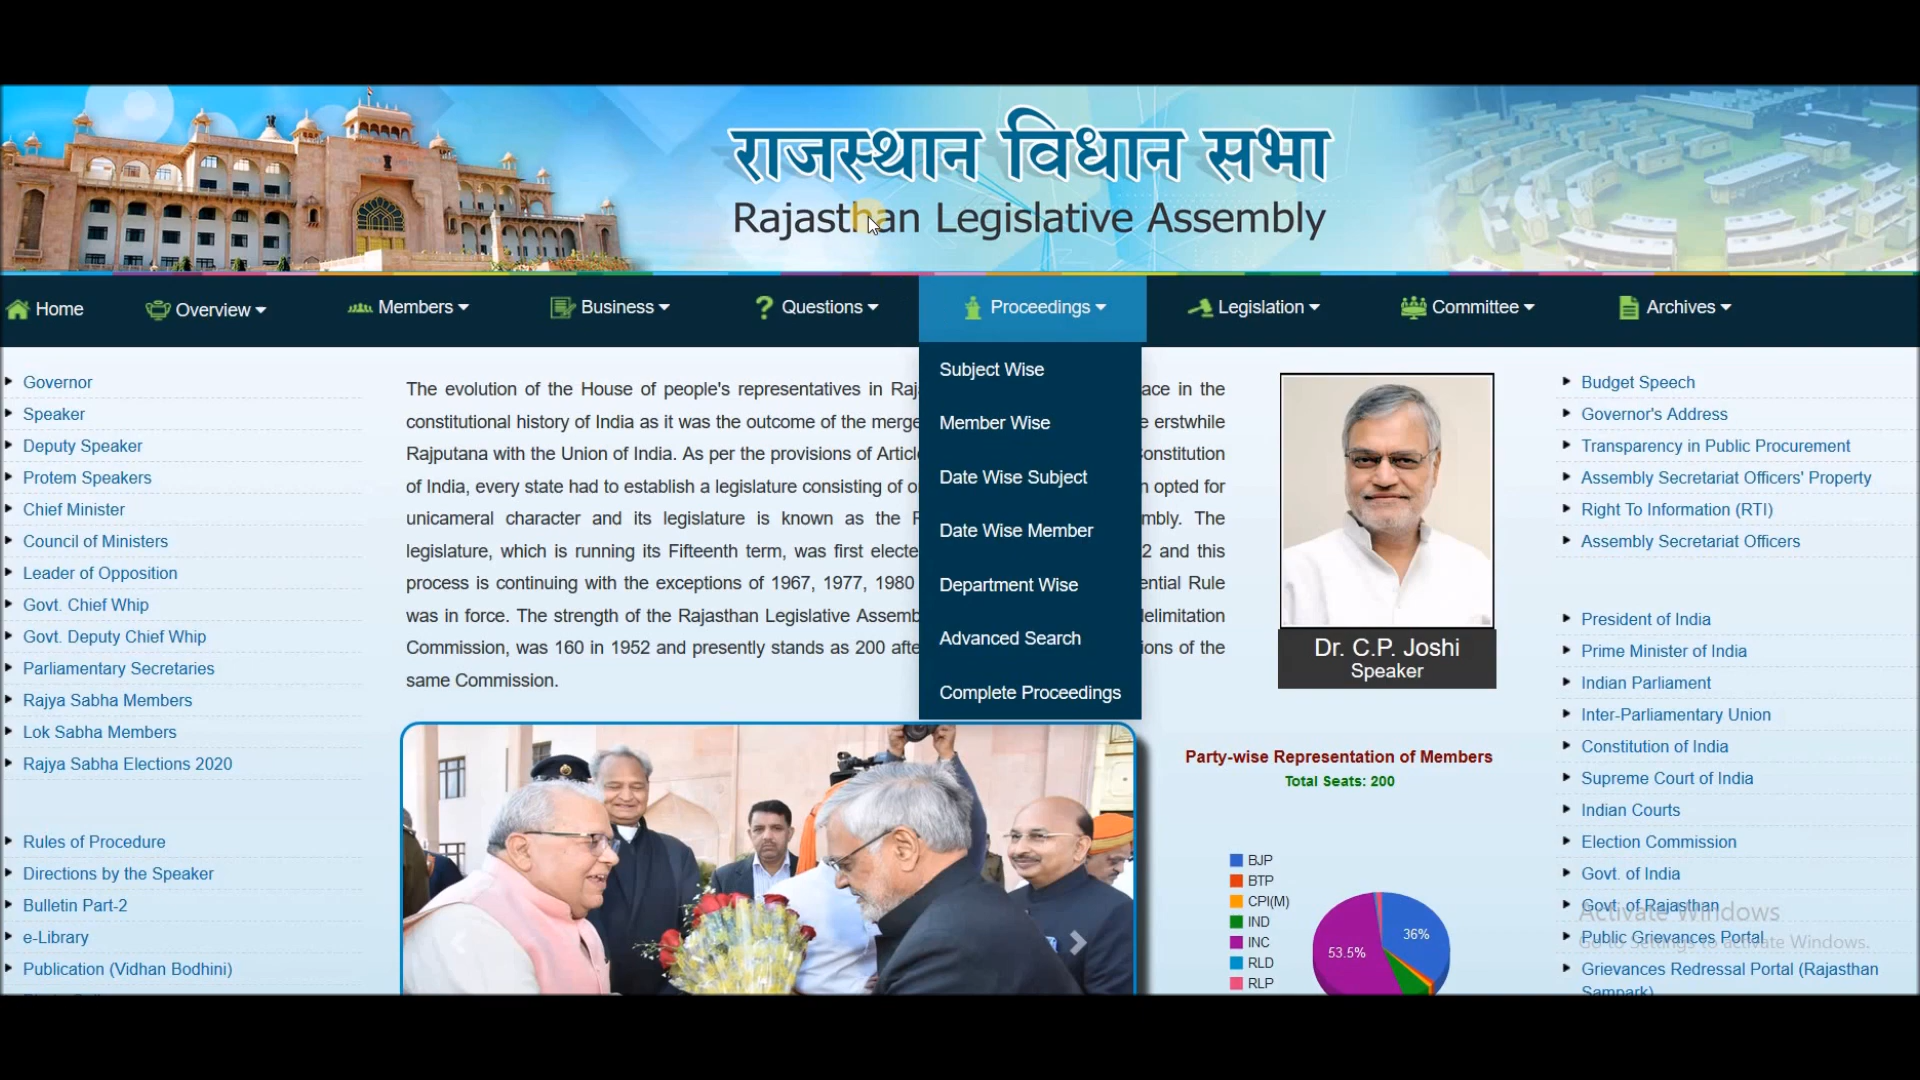 राजस्थान विधान सभा
Rajasthan Legislative Assembly
Home
Overview
Members
Business
Questions
Proceedings
Legislation
Committee
Archives
Subject Wise
Member Wise
Date Wise Subject
Date Wise Member
Department Wise
Advanced Search
Complete Proceedings
Governor
Speaker
Deputy Speaker
Protem Speakers
Chief Minister
Council of Ministers
Leader of Opposition
Govt. Chief Whip
Govt. Deputy Chief Whip
Parliamentary Secretaries
Rajya Sabha Members
Lok Sabha Members
Rajya Sabha Elections 2020
Rules of Procedure
Directions by the Speaker
Bulletin Part-2
e-Library
Publication (Vidhan Bodhini)
The evolution of the House of people's representatives in ace in the
constitutional history of India as it was the outcome of the erstwhile
Rajputana with the Union of India. As per the provisions of
of India, every state had to establish a legislature consisting of opted for
unicameral character and its legislature is known as the The
legislature, which is running its Fifteenth term, was first 2 and this
process is continuing with the exceptions of 1967, 1977, 1980 Rule
was in force. The strength of the Rajasthan Legislative
Commission, was 160 in 1952 and presently stands as 200 of the
same Commission.
Dr. C.P. Joshi
Speaker
Party-wise Representation of Members
Total Seats: 200
BJP
BTP
CPI(M)
IND
INC
RLD
RLP
36%
53.5%
Budget Speech
Governor's Address
Transparency in Public Procurement
Assembly Secretariat Officers' Property
Right To Information (RTI)
Assembly Secretariat Officers
President of India
Prime Minister of India
Indian Parliament
Inter-Parliamentary Union
Constitution of India
Supreme Court of India
Indian Courts
Election Commission
Govt. of India
Govt. of Rajasthan
Public Grievances Portal
Grievances Redressal Portal (Rajasthan
Sampark)
Activate Windows
Go to Settings to activate Windows.